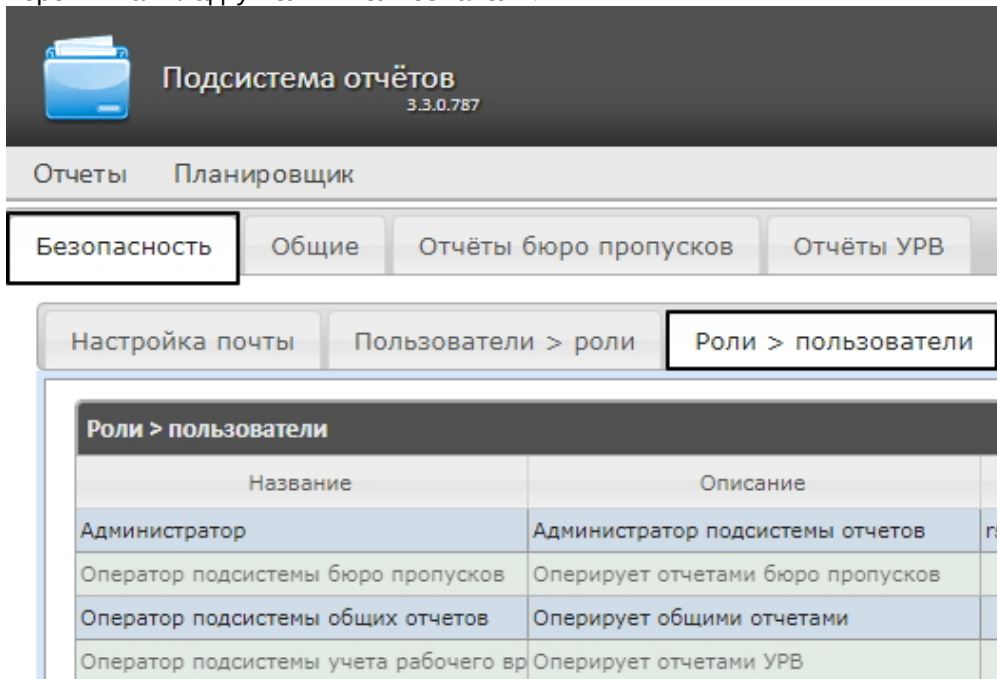 Подсистема отчётов
3.3.0.787
Отчеты Планировщик
Безопасность Общие Отчёты бюро пропусков Отчёты УРВ
Настройка почты Пользователи > роли Роли > пользователи
Роли > пользователи
Название Описание
Администратор Администратор подсистемы отчетов
Оператор подсистемы бюро пропусков Оперирует отчетами бюро пропусков
Оператор подсистемы общих отчетов Оперирует общими отчетами
Оператор подсистемы учета рабочего вр Оперирует отчетами УРВ